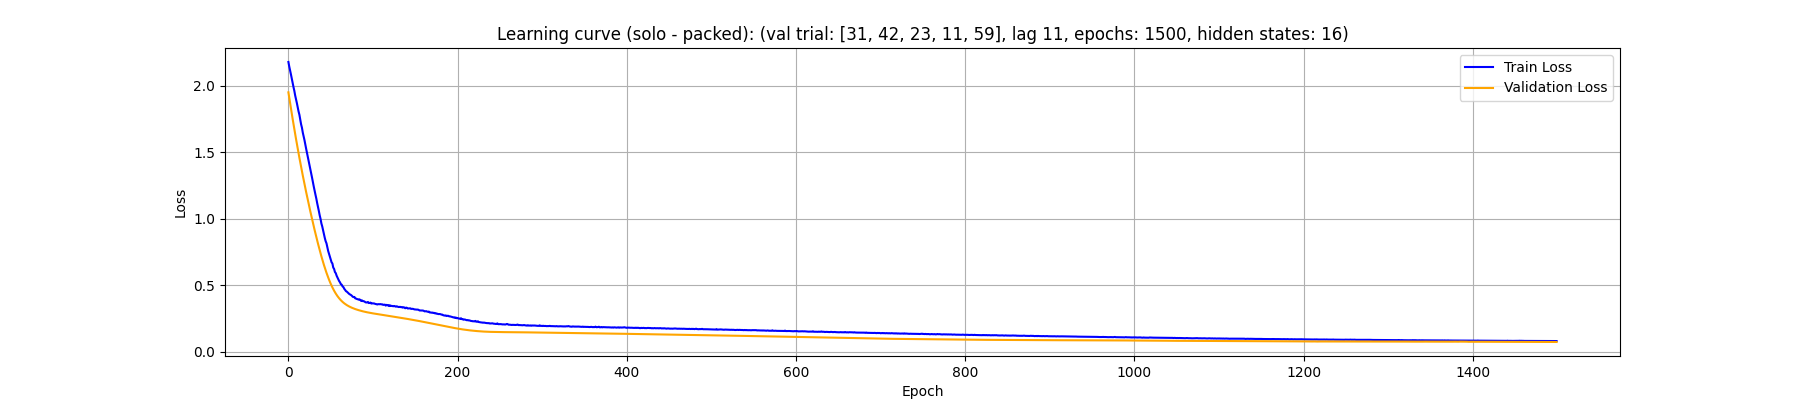 Learning curve (solo - packed): (val trial: [31, 42, 23, 11, 59], lag 11, epochs: 1500, hidden states: 16)
Train Loss
Validation Loss
Loss
2.0
1.5
1.0
0.5
0.0
0 200 400 600 800 1000 1200 1400
Epoch